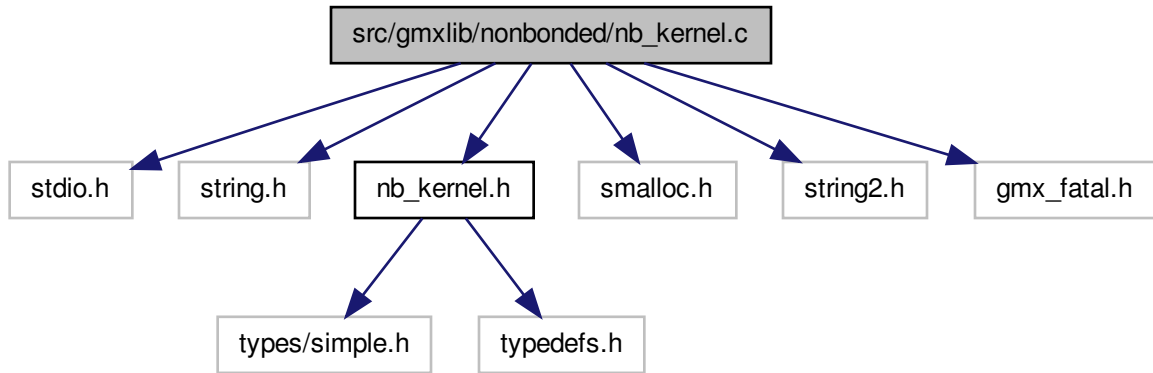 src/gmxlib/nonbonded/nb_kernel.c
stdio.h
string.h
nb_kernel.h
smalloc.h
string2.h
gmx_fatal.h
types/simple.h
typedefs.h